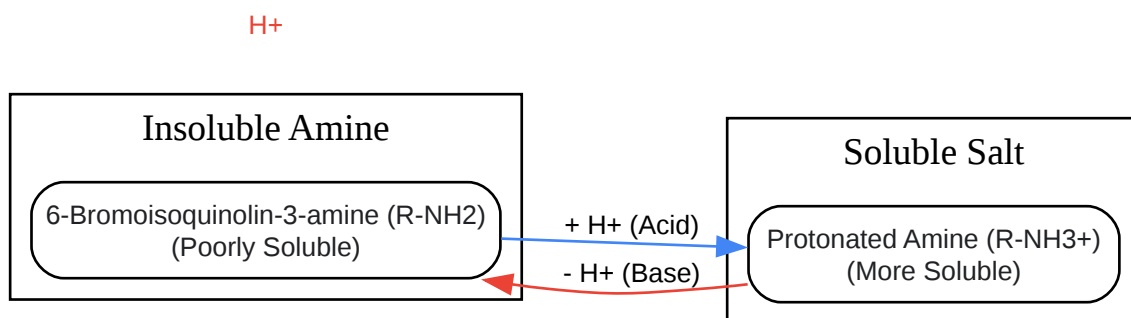 H+
Insoluble Amine
6-Bromoisoquinolin-3-amine (R-NH2)
(Poorly Soluble)
+ H+ (Acid)
- H+ (Base)
Soluble Salt
Protonated Amine (R-NH3+)
(More Soluble)